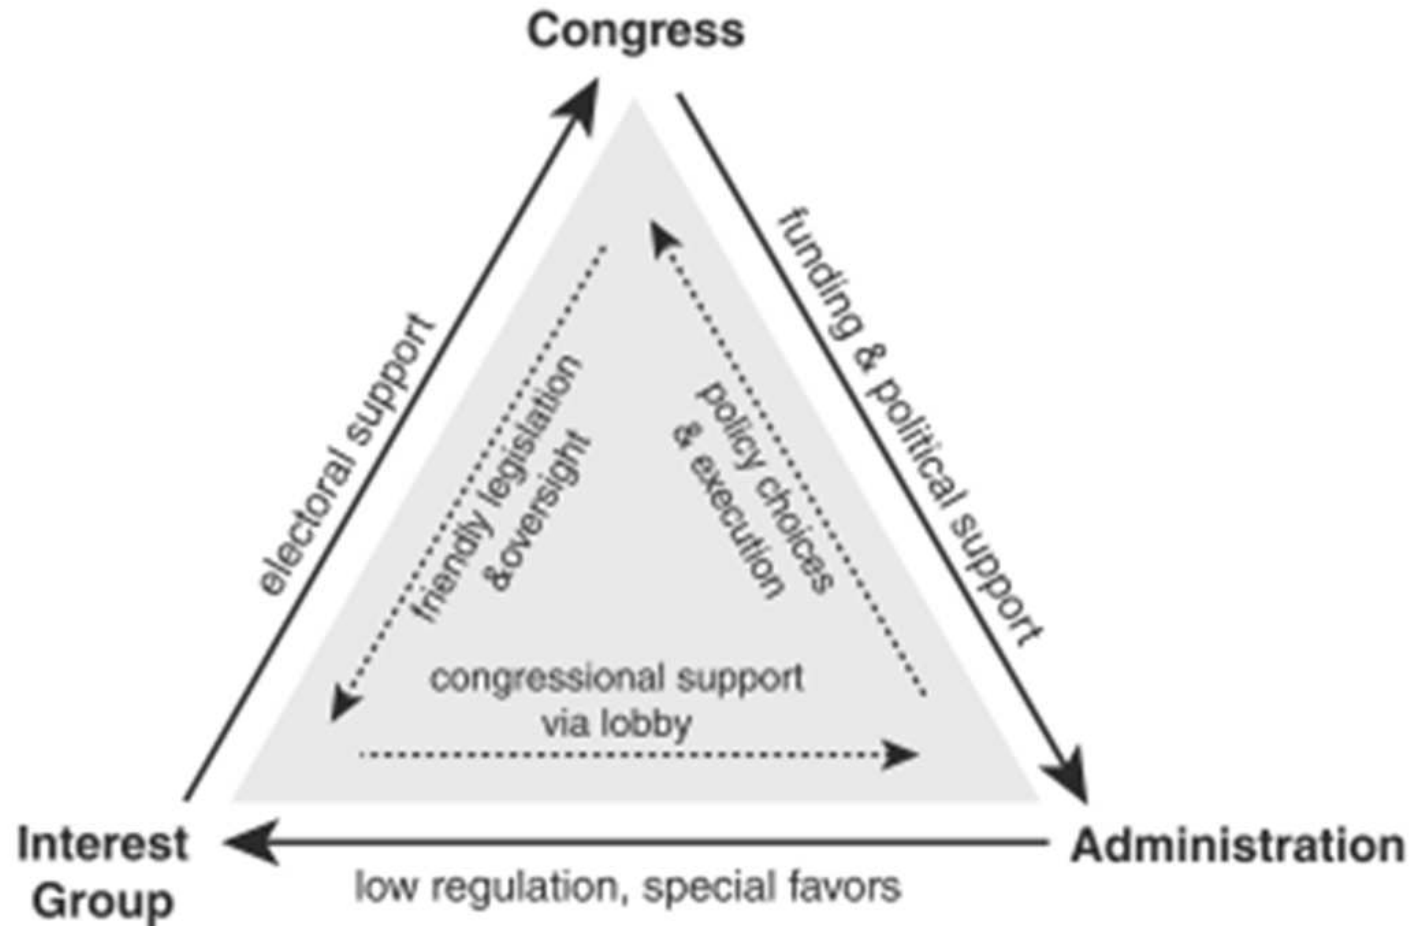 Congress
electoral support
funding & political support
friendly legislation
&oversight
policy choices
& execution
congressional support
via lobby
Interest
Group
Administration
low regulation, special favors